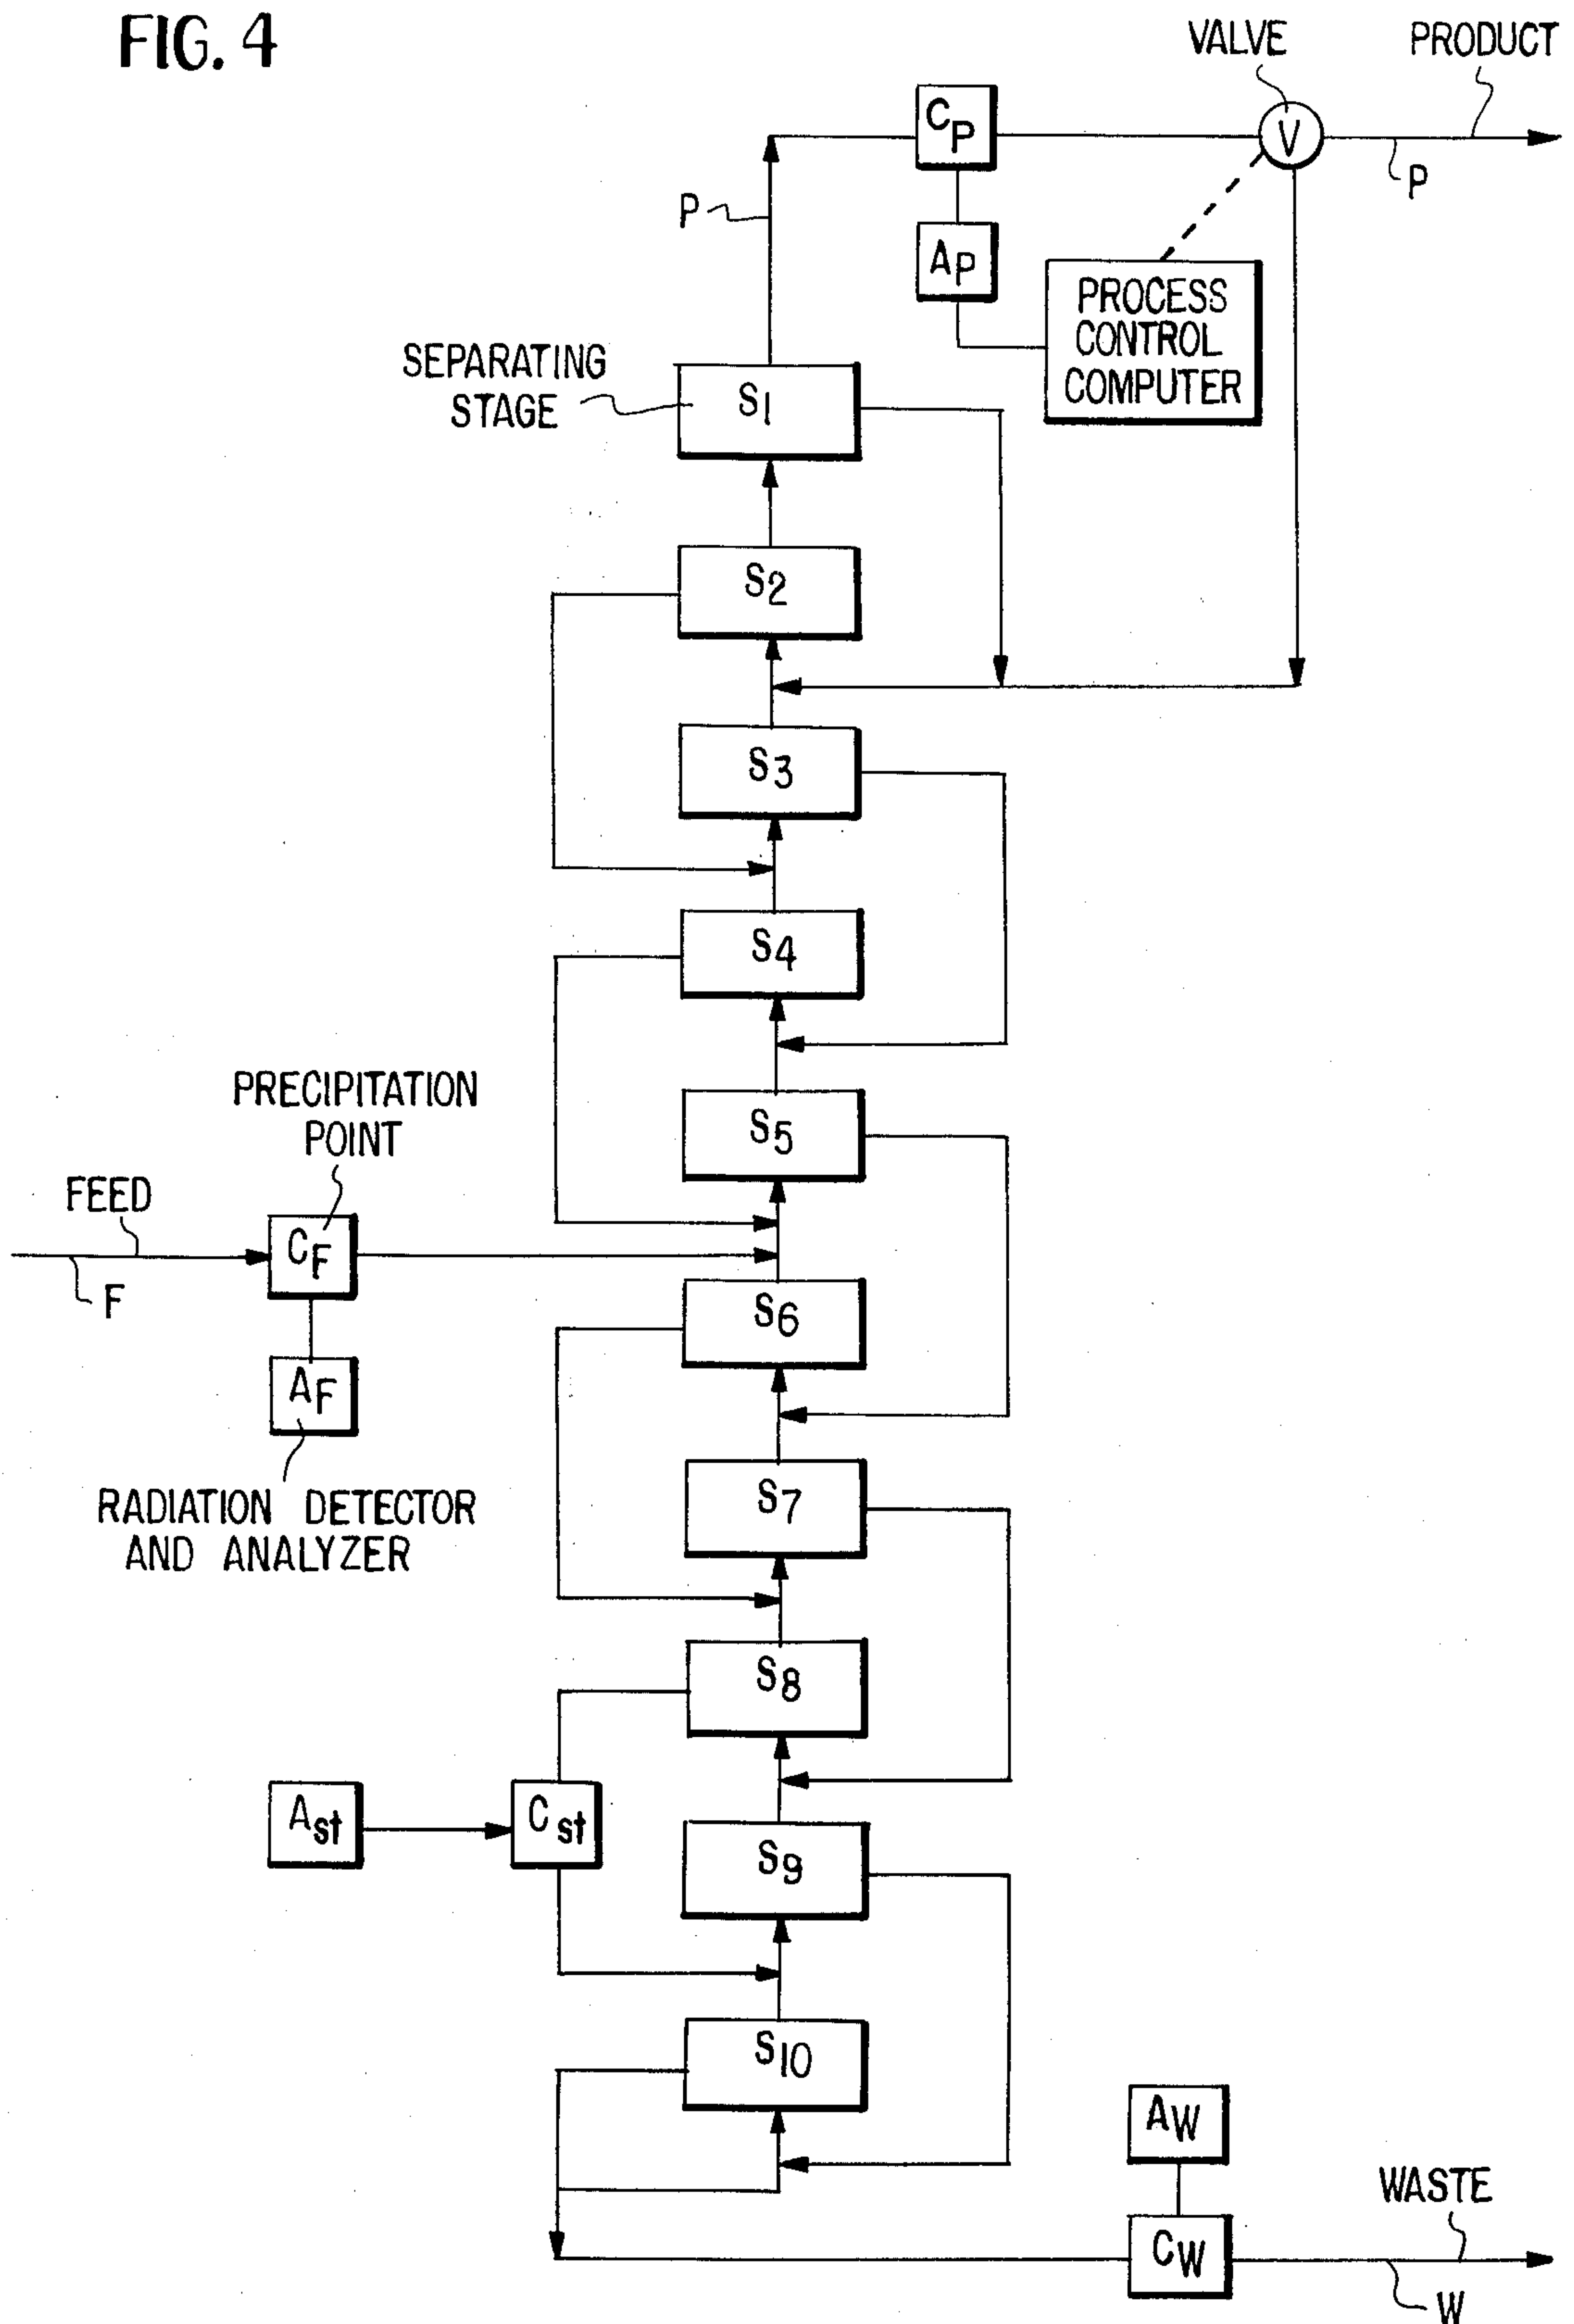 FIG. 4
VALVE
PRODUCT
CP
V
P
P
AP
PROCESS
CONTROL
COMPUTER
SEPARATING
STAGE
S1
S2
S3
S4
S5
PRECIPITATION
POINT
FEED
CF
F
S6
AF
RADIATION DETECTOR
AND ANALYZER
S7
S8
Ast
Cst
S9
S10
AW
WASTE
CW
W